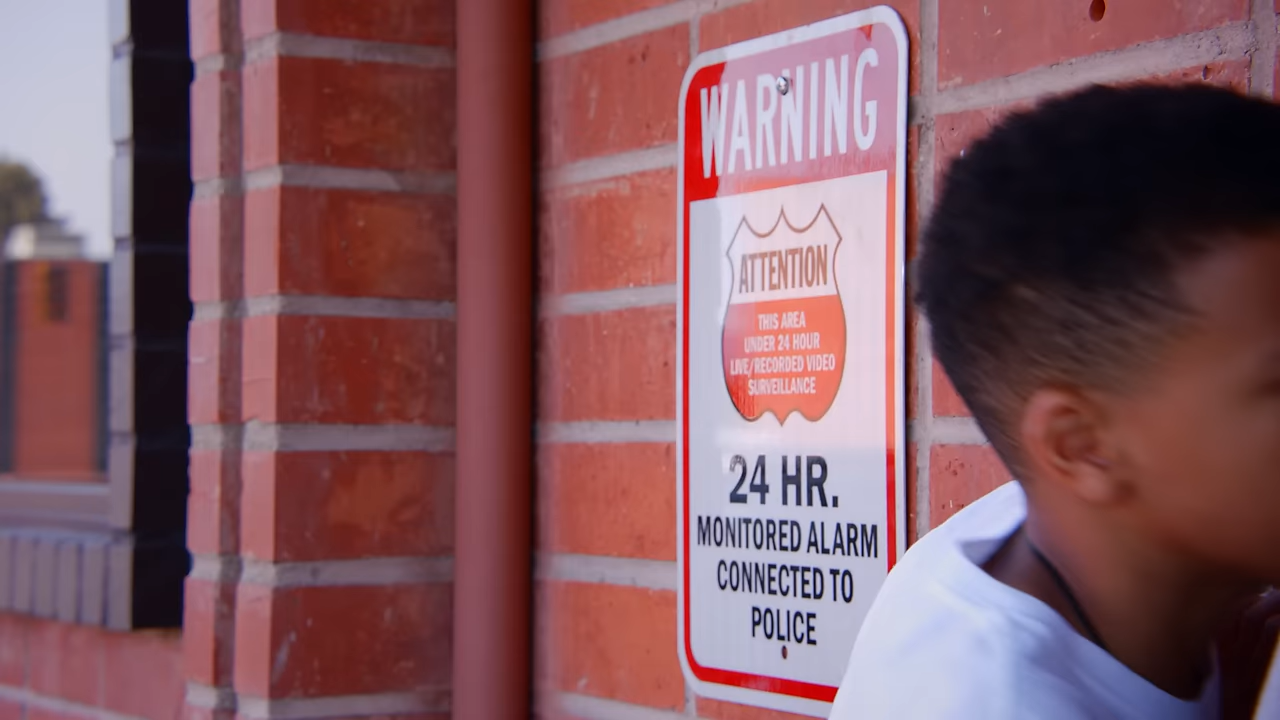 WARNING
ATTENTION
THIS AREA
UNDER 24 HOUR
LIVE/RECORDED VIDEO
SURVEILLANCE
24 HR.
MONITORED ALARM
CONNECTED TO
POLICE